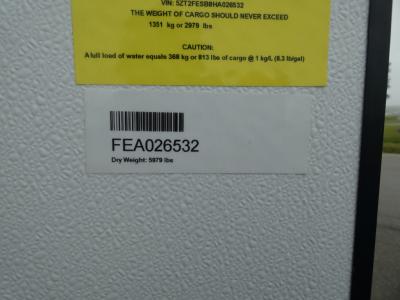 VIN: 5ZT2FESB8HA026532
THE WEIGHT OF CARGO SHOULD NEVER EXCEED
1351 kg or 2979 lbs
CAUTION:
A full load of water equals 368 kg or 813 lbs of cargo @ 1 kg/L (8.3 lb/gal)
FEA026532
Dry Weight: 5979 lbs